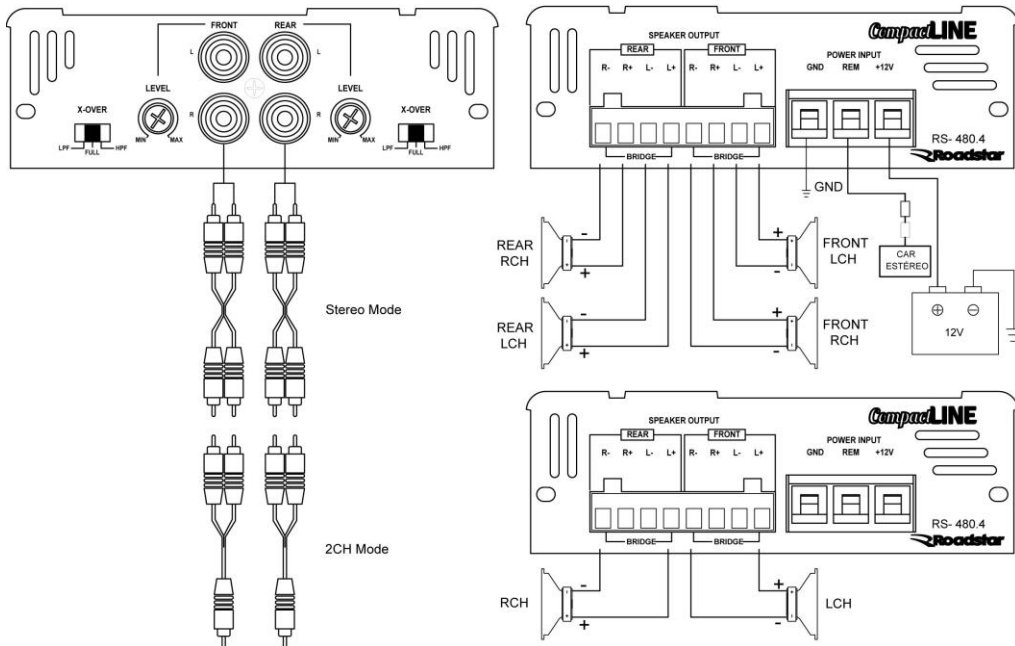 FRONT REAR
L L
LEVEL LEVEL
X-OVER X-OVER
R R
MIN MAX MIN MAX
LPF FULL HPF LPF FULL HPF
Stereo Mode
2CH Mode
CompactLINE
SPEAKER OUTPUT
REAR FRONT
POWER INPUT
R- R+ L- L+ R- R+ L- L+
GND REM +12V
RS- 480.4
BRIDGE BRIDGE
Roadstar
GND
- +
REAR RCH
FRONT LCH
+ -
CAR ESTÉREO
- +
REAR LCH
FRONT RCH
+ -
+ -
12V
CompactLINE
SPEAKER OUTPUT
REAR FRONT
POWER INPUT
R- R+ L- L+ R- R+ L- L+
GND REM +12V
RS- 480.4
BRIDGE BRIDGE
Roadstar
- +
RCH LCH
+ -